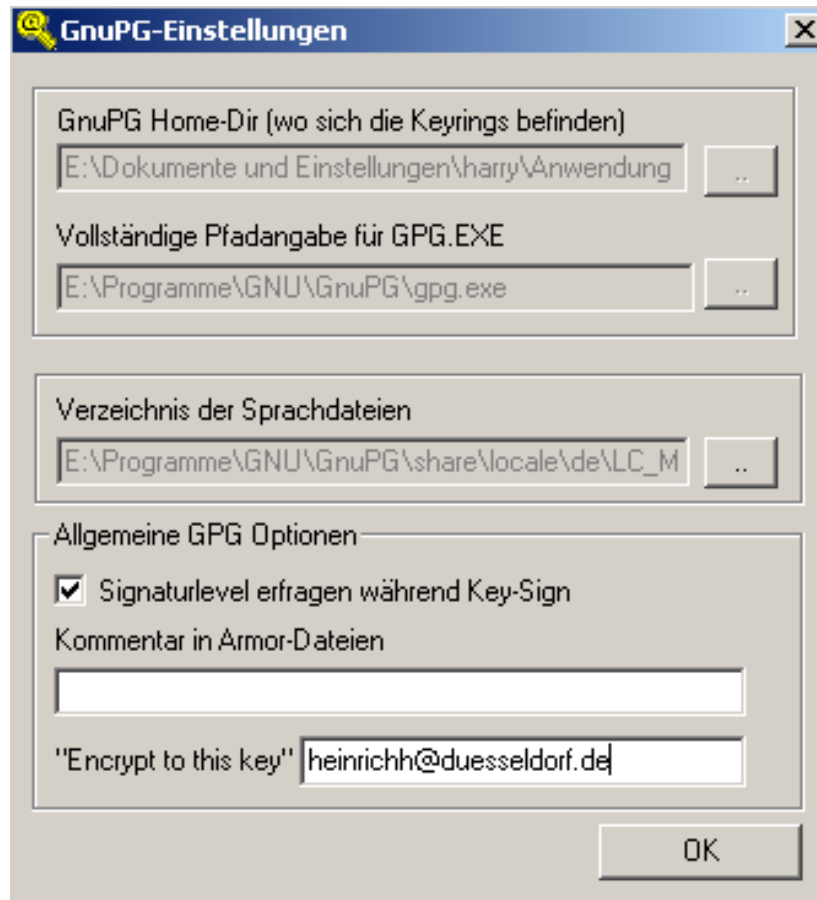 GnuPG-Einstellungen
GnuPG Home-Dir (wo sich die Keyrings befinden)
E:\Dokumente und Einstellungen\harry\Anwendung
..
Vollständige Pfadangabe für GPG.EXE
E:\Programme\GNU\GnuPG\gpg.exe
..
Verzeichnis der Sprachdateien
E:\Programme\GNU\GnuPG\share\locale\de\LC_M
..
Allgemeine GPG Optionen
Signaturlevel erfragen während Key-Sign
Kommentar in Armor-Dateien
"Encrypt to this key" heinrichh@duesseldorf.de
OK